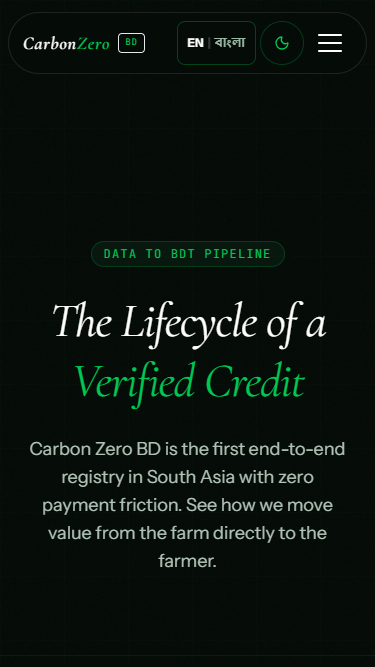 CarbonZero BD EN | বাংলা
DATA TO BDT PIPELINE
The Lifecycle of a
Verified Credit
Carbon Zero BD is the first end-to-end
registry in South Asia with zero
payment friction. See how we move
value from the farm directly to the
farmer.